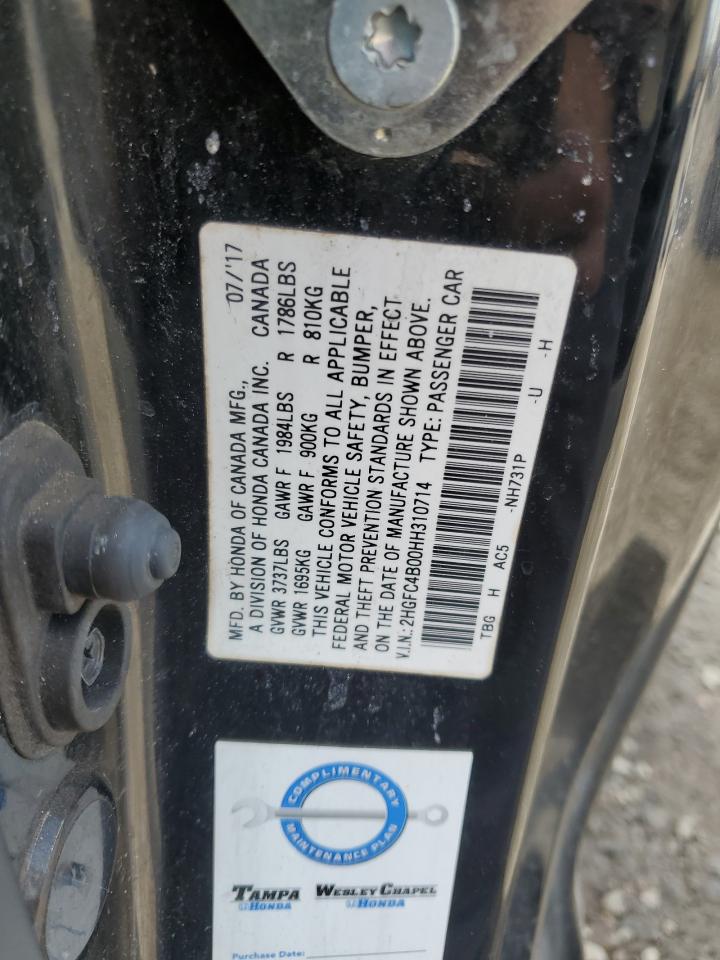 MFD. BY HONDA OF CANADA MFG., 07/'17
A DIVISION OF HONDA CANADA INC. CANADA
GVWR 3737LBS GAWR F 1984LBS R 1786LBS
GVWR 1695KG GAWR F 900KG R 810KG
THIS VEHICLE CONFORMS TO ALL APPLICABLE
FEDERAL MOTOR VEHICLE SAFETY, BUMPER,
AND THEFT PREVENTION STANDARDS IN EFFECT
ON THE DATE OF MANUFACTURE SHOWN ABOVE.
V.I.N.: 2HGFC4B00HH310714 TYPE: PASSENGER CAR
TBG H AC5 -NH731P -U -H
COMPLIMENTARY
MAINTENANCE PLAN
TAMPA WESLEY CHAPEL
HONDA HONDA
Purchase Date: